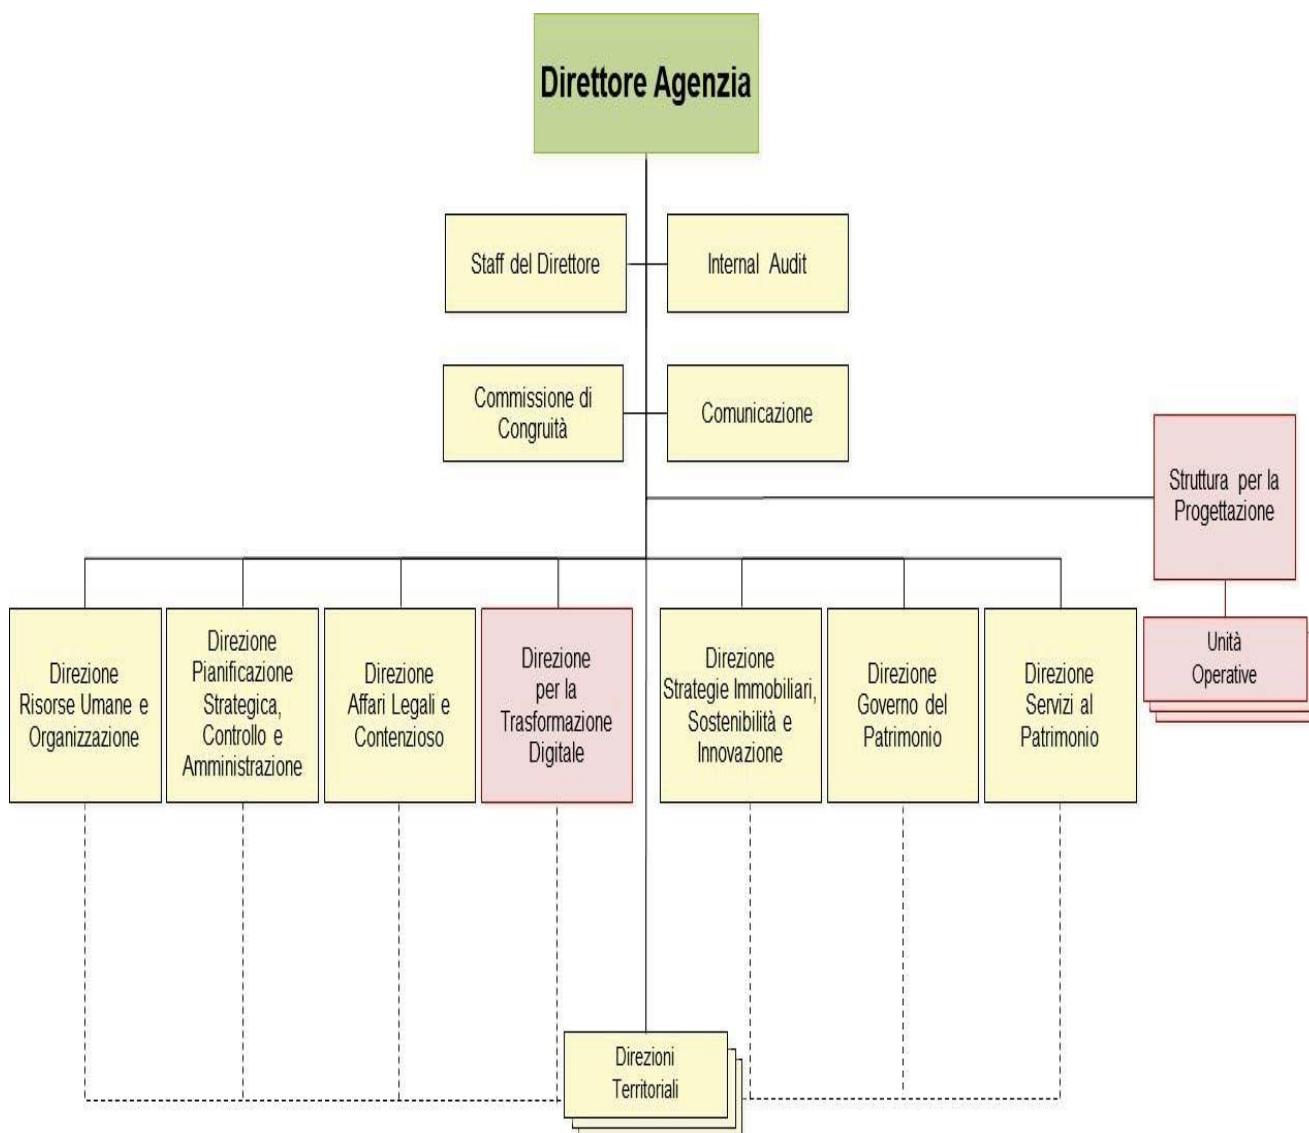 Direttore Agenzia
Staff del Direttore
Internal Audit
Commissione di
Congruità
Comunicazione
Struttura per la
Progettazione
Unità
Operative
Direzione
Risorse Umane e
Organizzazione
Direzione
Pianificazione
Strategica,
Controllo e
Amministrazione
Direzione
Affari Legali e
Contenzioso
Direzione
per la
Trasformazione
Digitale
Direzione
Strategie Immobiliari,
Sostenibilità e
Innovazione
Direzione
Governo del
Patrimonio
Direzione
Servizi al
Patrimonio
Direzioni
Territoriali